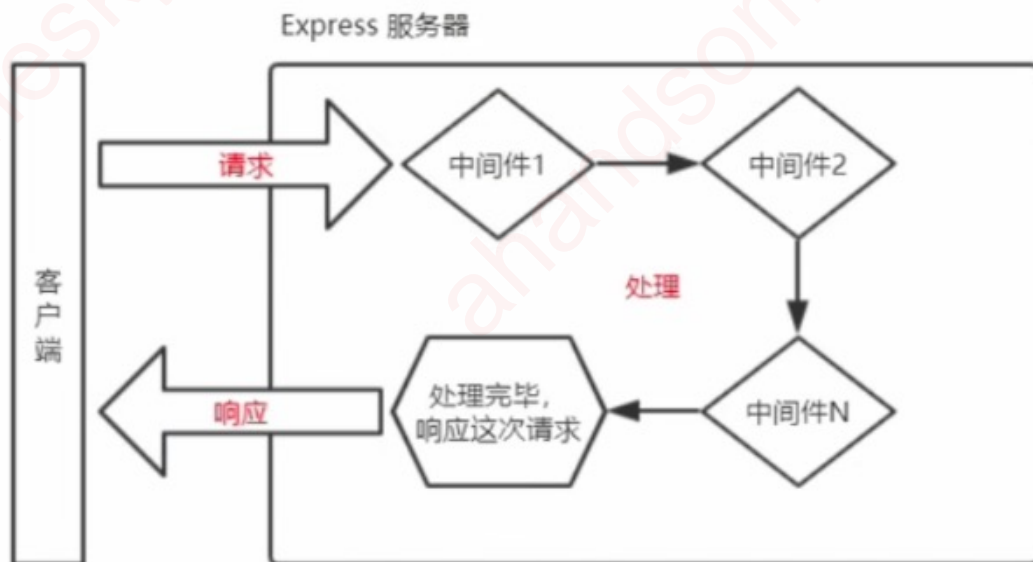 Express 服务器
请求
中间件1
中间件2
客
户
端
处理
处理完毕，
响应这次请求
响应
中间件N